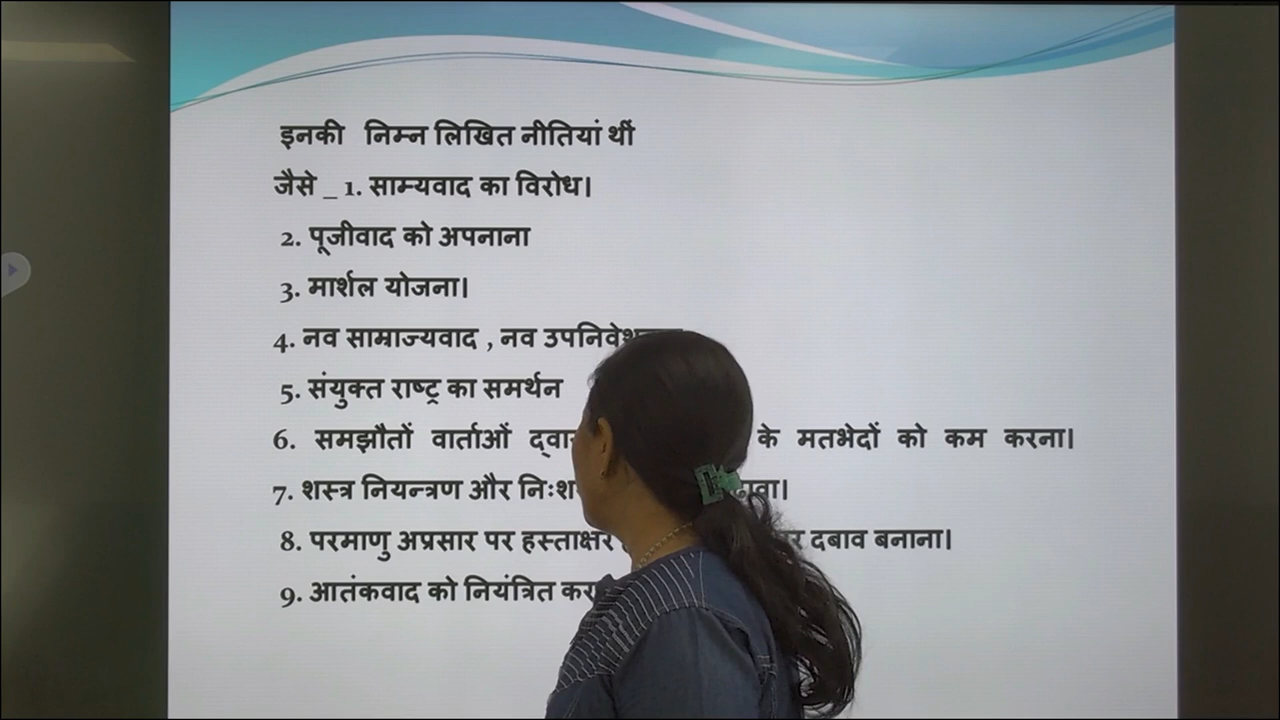 इनकी निम्न लिखित नीतियां थीं
जैसे _ 1. साम्यवाद का विरोध।
2. पूजीवाद को अपनाना
3. मार्शल योजना।
4. नव साम्राज्यवाद , नव
5. संयुक्त राष्ट्र का समर्थन
6. समझौतों वार्ताओं के मतभेदों को कम करना।
7. शस्त्र नियन्त्रण और
8. परमाणु अप्रसार पर हस्ताक्षर दबाव बनाना।
9. आतंकवाद को नियंत्रित